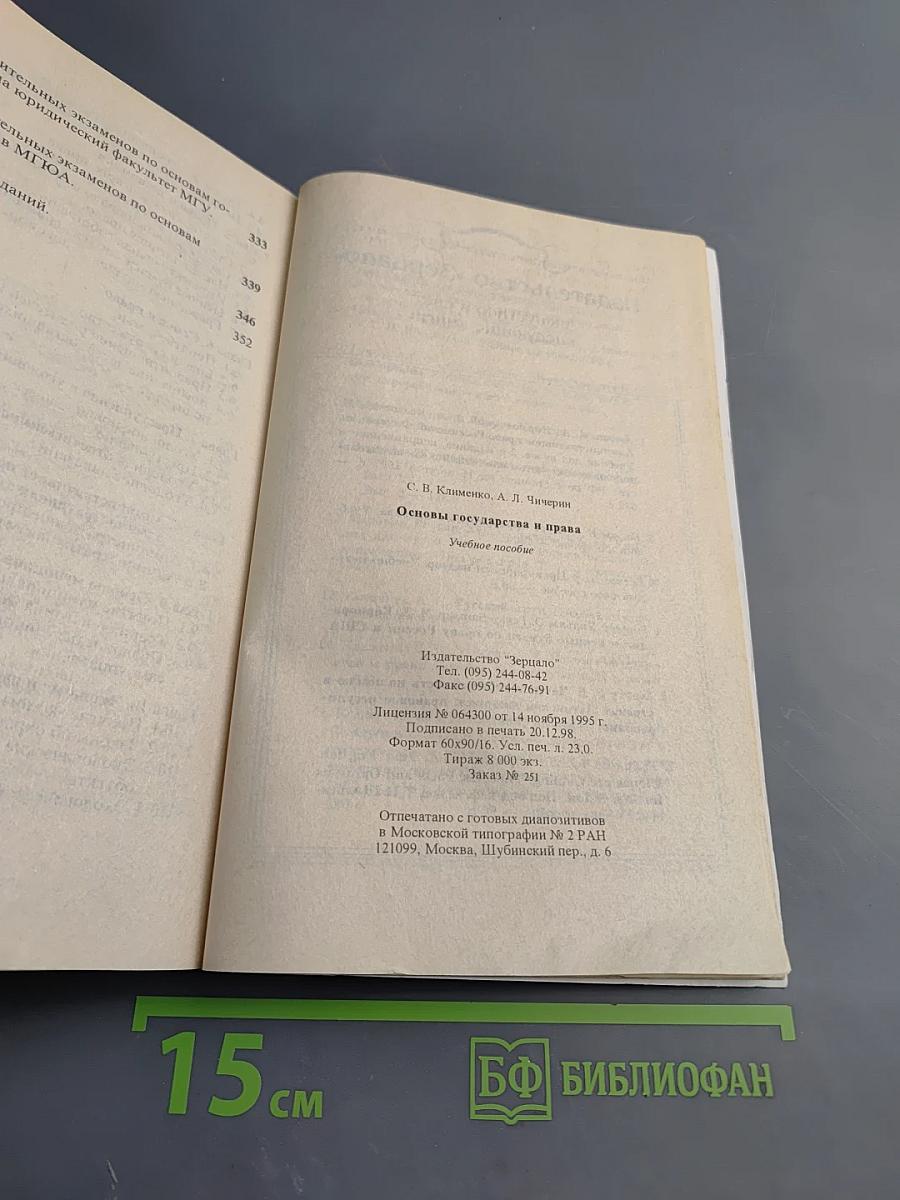 ительных экзаменов по основам го-
на юридический факультет МГУ.
333
ельных экзаменов по основам
в МГЮА.
339
даний.
346
352
С. В. Клименко, А. Л. Чичерин
Основы государства и права
Учебное пособие
Издательство "Зерцало"
Тел. (095) 244-08-42
Факс (095) 244-76-91
Лицензия № 064300 от 14 ноября 1995 г.
Подписано в печать 20.12.98.
Формат 60х90/16. Усл. печ. л. 23,0.
Тираж 8 000 экз.
Заказ № 251
Отпечатано с готовых диапозитивов
в Московской типографии № 2 РАН
121099, Москва, Шубинский пер., д. 6
15 см
БФ БИБЛИОФАН